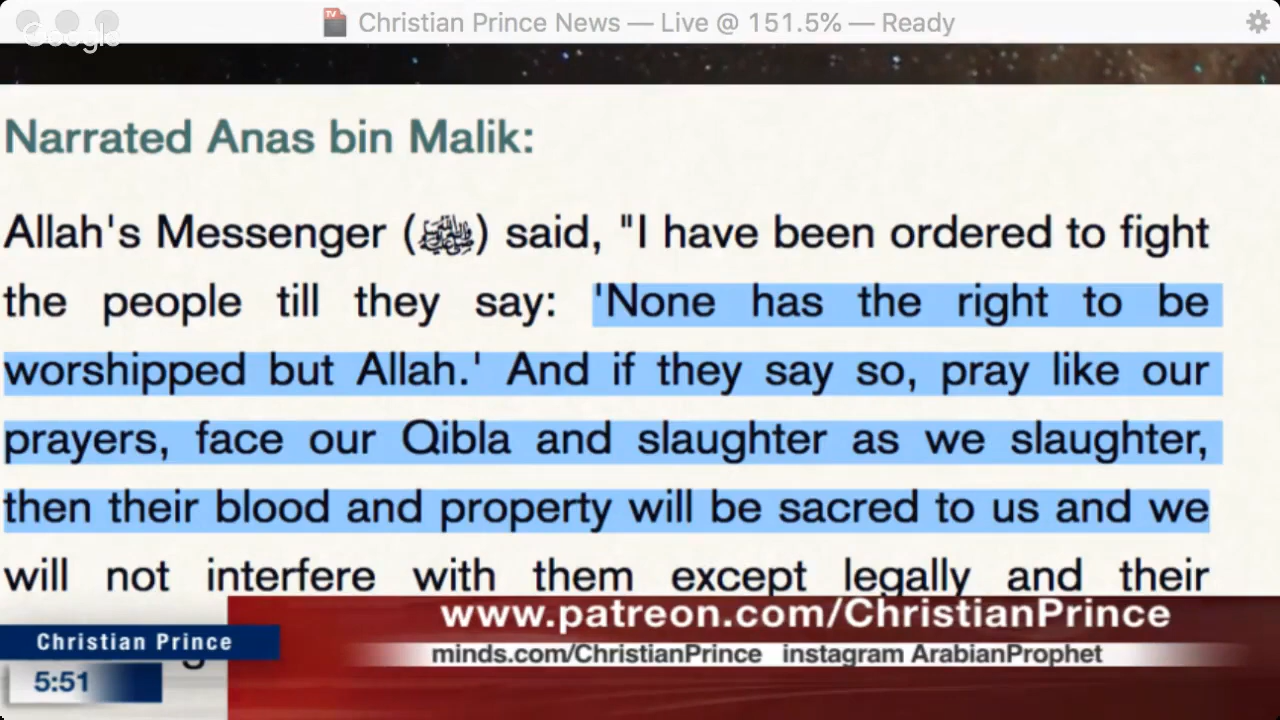 Christian Prince News — Live @ 151.5% — Ready
Google
Narrated Anas bin Malik:
Allah's Messenger (ﷺ) said, "I have been ordered to fight
the people till they say: 'None has the right to be
worshipped but Allah.' And if they say so, pray like our
prayers, face our Qibla and slaughter as we slaughter,
then their blood and property will be sacred to us and we
will not interfere with them except legally and their
www.patreon.com/ChristianPrince
Christian Prince
minds.com/ChristianPrince instagram ArabianProphet
5:51